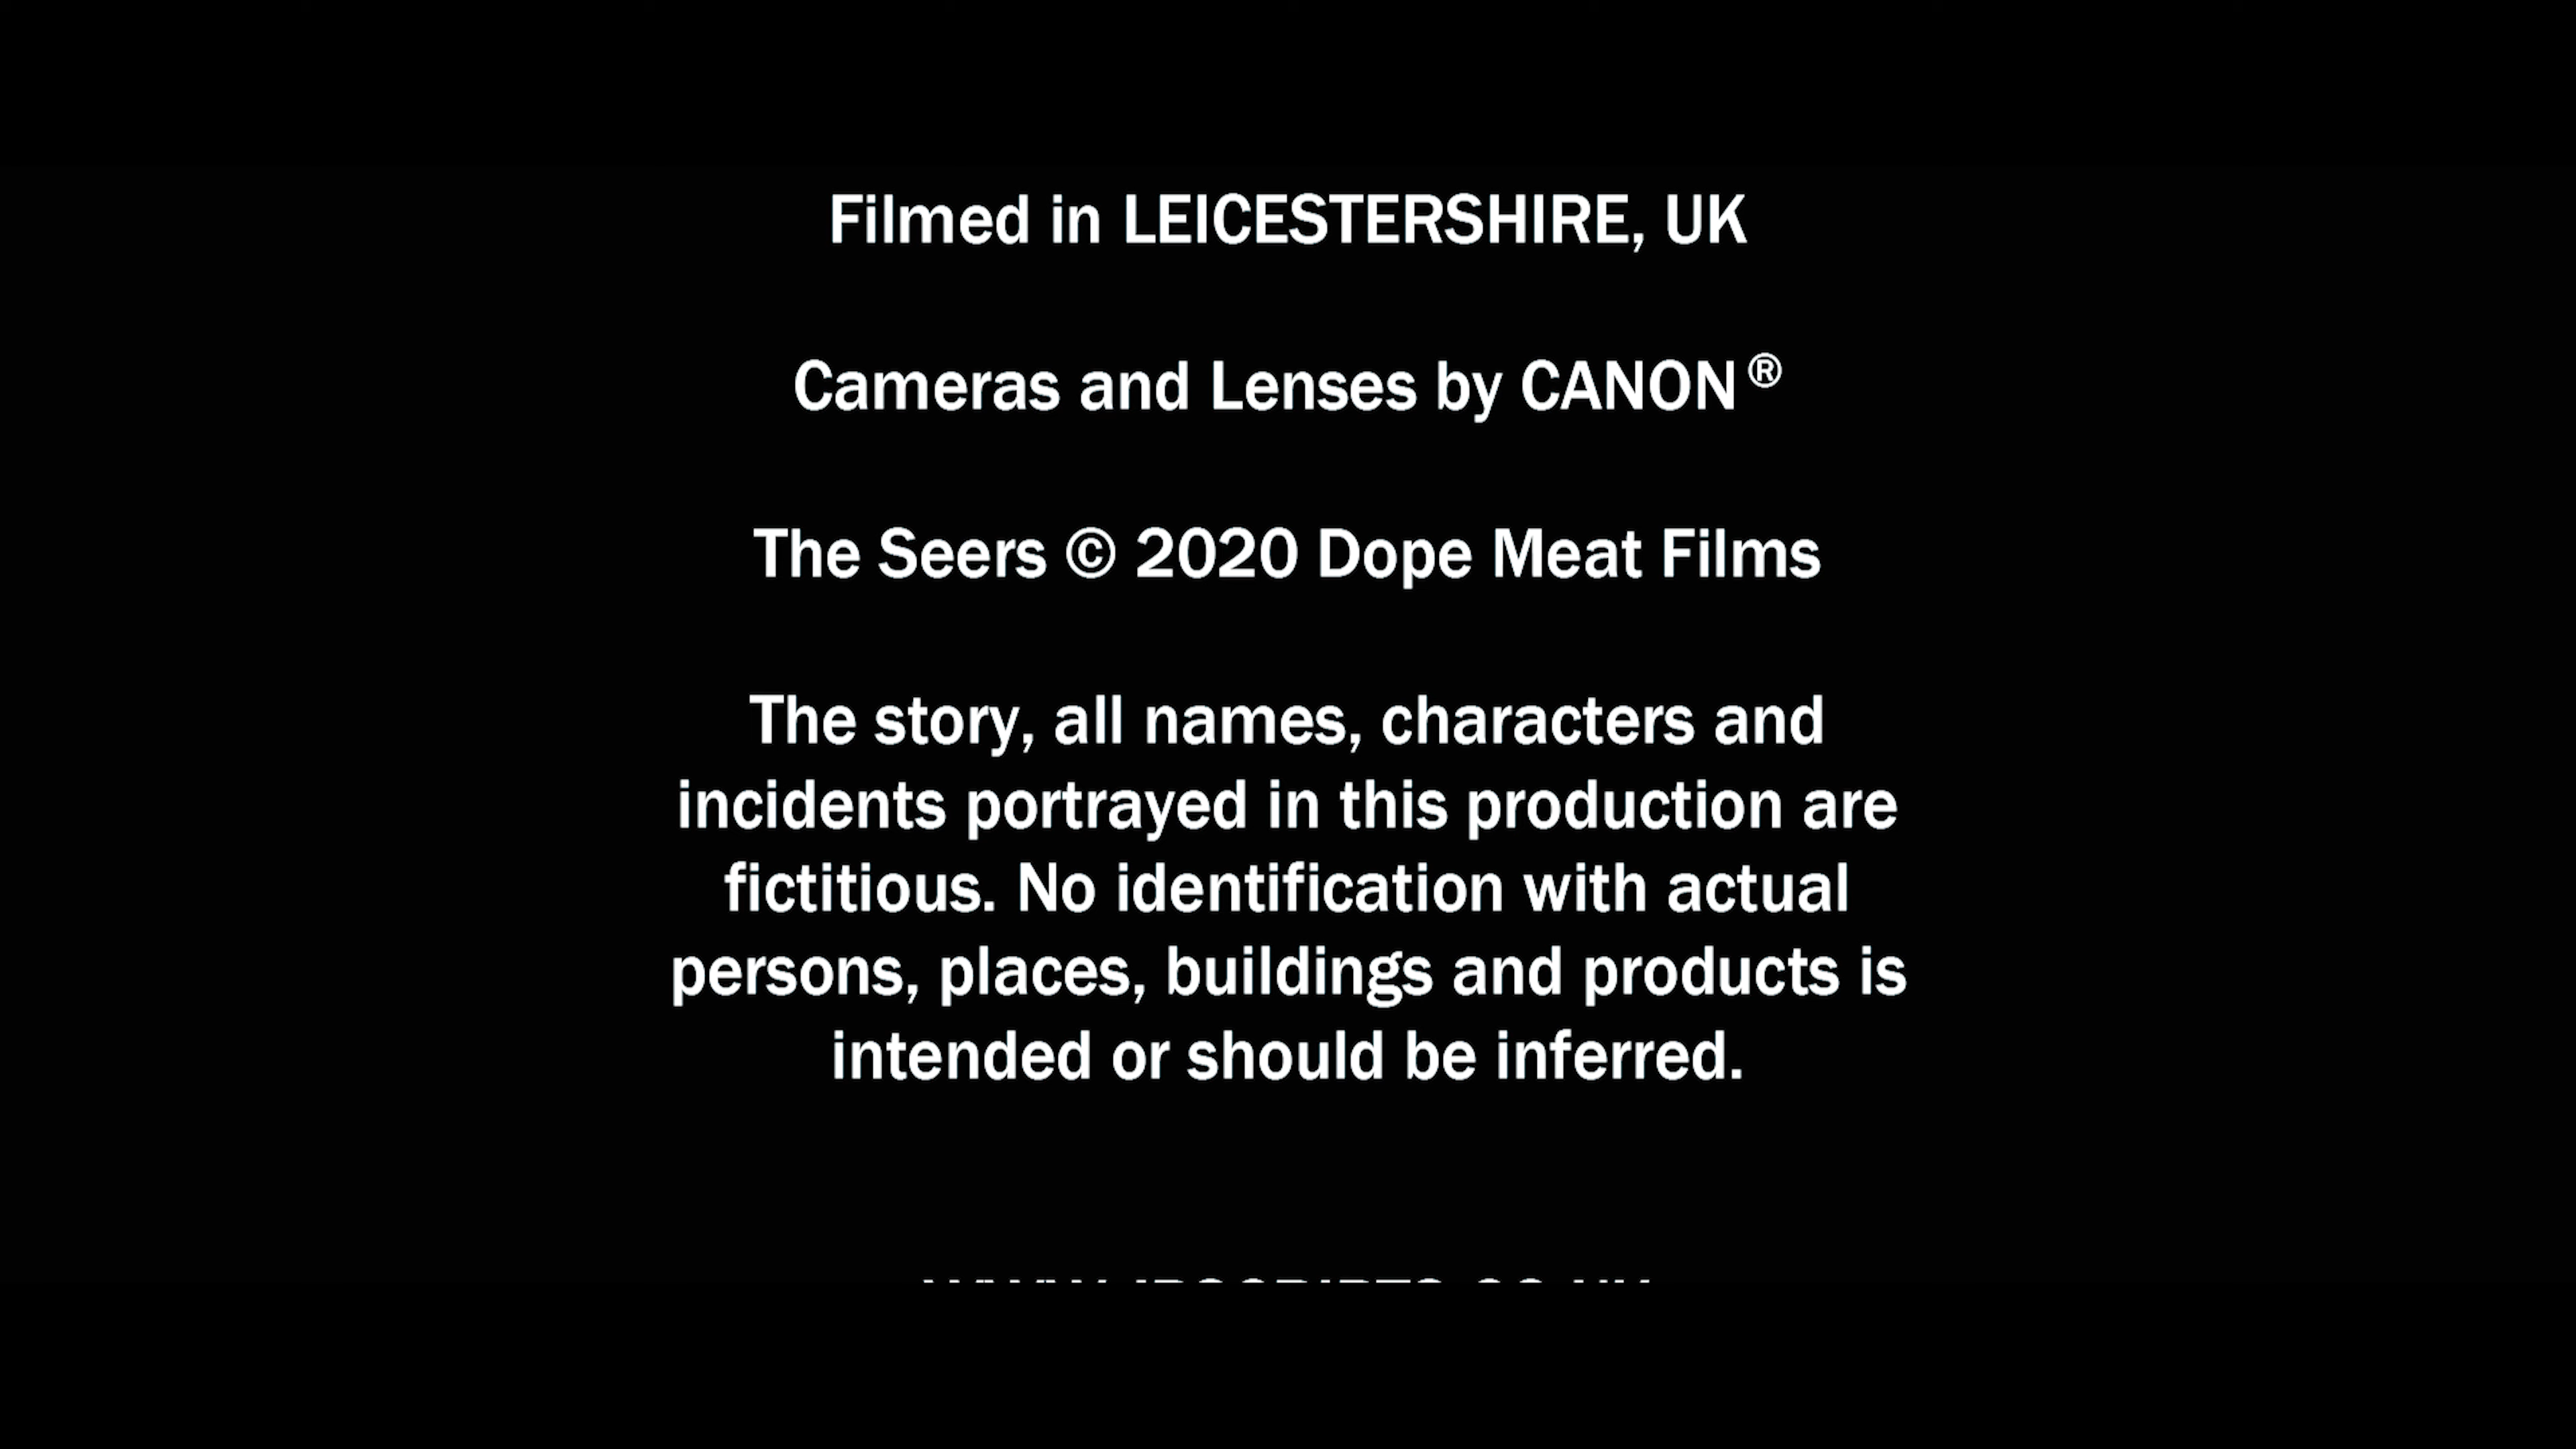 Filmed in LEICESTERSHIRE, UK
Cameras and Lenses by CANON®
The Seers © 2020 Dope Meat Films
The story, all names, characters and
incidents portrayed in this production are
fictitious. No identification with actual
persons, places, buildings and products is
intended or should be inferred.